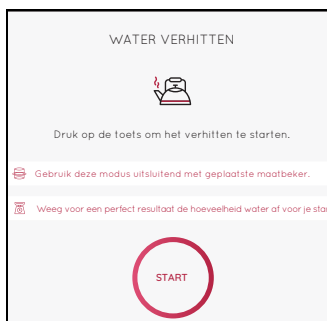 WATER VERHITTEN
Druk op de toets om het verhitten te starten.
Gebruik deze modus uitsluitend met geplaatste maatbeker.
Weeg voor een perfect resultaat de hoeveelheid water af voor je
START